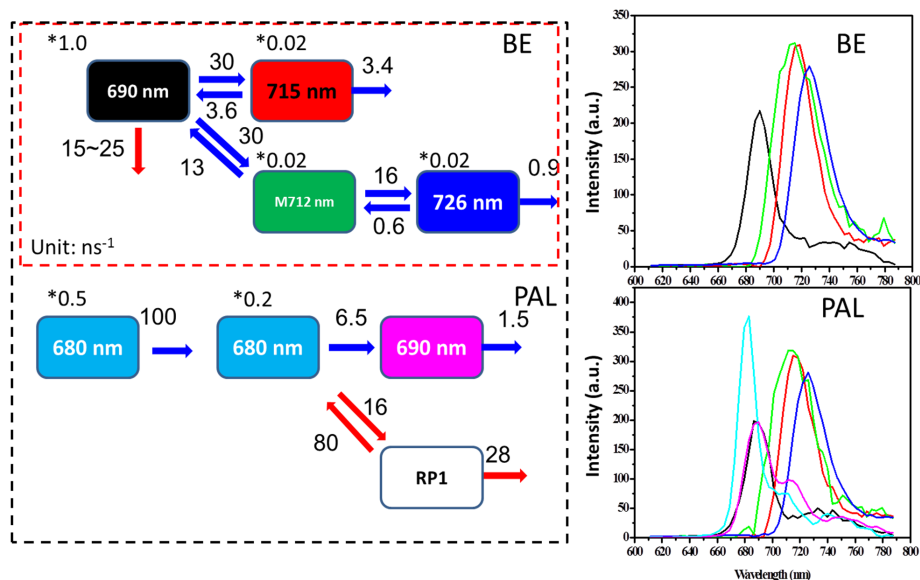 BE
*1.0
*0.02
690 nm
30
715 nm
3.4
3.6
15~25
30
13
*0.02
*0.02
M712 nm
16
0.6
726 nm
0.9
Unit: ns-1
PAL
*0.5
*0.2
680 nm
100
680 nm
6.5
690 nm
1.5
16
80
RP1
28
BE
Intensity (a.u.)
350
300
250
200
150
100
50
0
600 620 640 660 680 700 720 740 760 780 800
PAL
Intensity (a.u.)
400
350
300
250
200
150
100
50
0
600 620 640 660 680 700 720 740 760 780 800
Wavelength (nm)